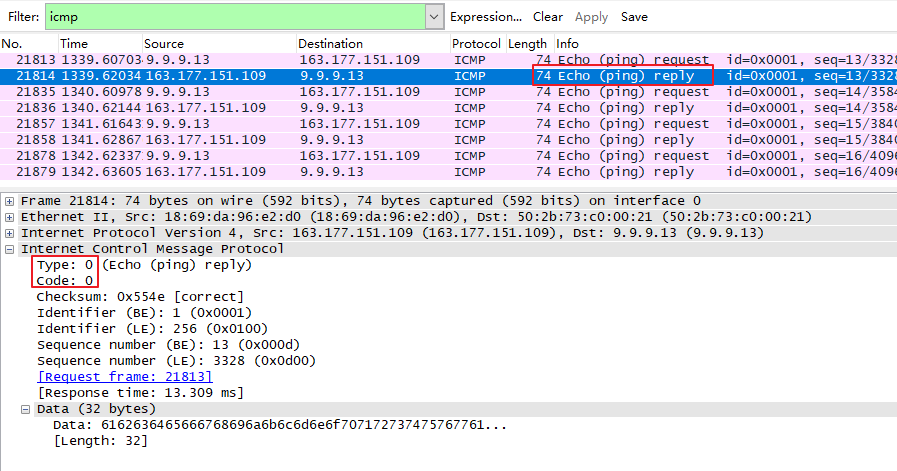 Filter: icmp Expression... Clear Apply Save
No. Time Source Destination Protocol Length Info
21813 1339.60703 9.9.9.13 163.177.151.109 ICMP 74 Echo (ping) request id=0x0001, seq=13/3328
21814 1339.62034 163.177.151.109 9.9.9.13 ICMP 74 Echo (ping) reply id=0x0001, seq=13/3328
21835 1340.60978 9.9.9.13 163.177.151.109 ICMP 74 Echo (ping) request id=0x0001, seq=14/3584
21836 1340.62144 163.177.151.109 9.9.9.13 ICMP 74 Echo (ping) reply id=0x0001, seq=14/3584
21857 1341.61643 9.9.9.13 163.177.151.109 ICMP 74 Echo (ping) request id=0x0001, seq=15/3840
21858 1341.62867 163.177.151.109 9.9.9.13 ICMP 74 Echo (ping) reply id=0x0001, seq=15/3840
21878 1342.62337 9.9.9.13 163.177.151.109 ICMP 74 Echo (ping) request id=0x0001, seq=16/4096
21879 1342.63605 163.177.151.109 9.9.9.13 ICMP 74 Echo (ping) reply id=0x0001, seq=16/4096
Frame 21814: 74 bytes on wire (592 bits), 74 bytes captured (592 bits) on interface 0
Ethernet II, Src: 18:69:da:96:e2:d0 (18:69:da:96:e2:d0), Dst: 50:2b:73:c0:00:21 (50:2b:73:c0:00:21)
Internet Protocol Version 4, Src: 163.177.151.109 (163.177.151.109), Dst: 9.9.9.13 (9.9.9.13)
Internet Control Message Protocol
Type: 0 (Echo (ping) reply)
Code: 0
Checksum: 0x554e [correct]
Identifier (BE): 1 (0x0001)
Identifier (LE): 256 (0x0100)
Sequence number (BE): 13 (0x000d)
Sequence number (LE): 3328 (0x0d00)
[Request frame: 21813]
[Response time: 13.309 ms]
Data (32 bytes)
Data: 6162636465666768696a6b6c6d6e6f707172737475767761...
[Length: 32]